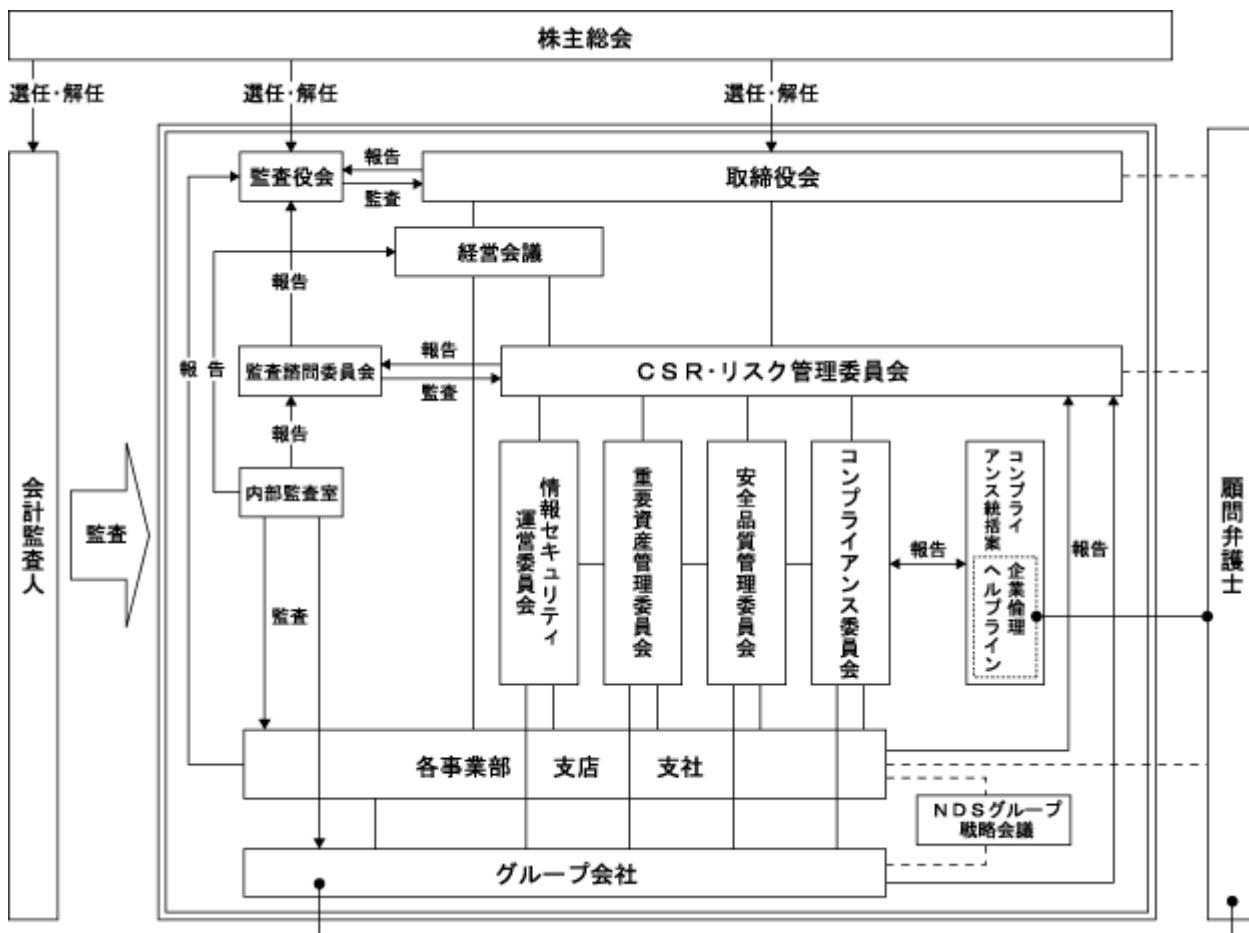 株主総会
選任・解任
選任・解任
選任・解任
監査役会
報告
監査
取締役会
経営会議
報告
報告
監査諮問委員会
報告
監査
CSR・リスク管理委員会
報告
内部監査室
会計監査人
監査
情報セキュリティ
運営委員会
重要資産管理委員会
安全品質管理委員会
コンプライアンス委員会
報告
コンプライ
アンス統括案
企業倫理
ヘルプライン
報告
顧問弁護士
監査
各事業部 支店 支社
NDSグループ
戦略会議
グループ会社